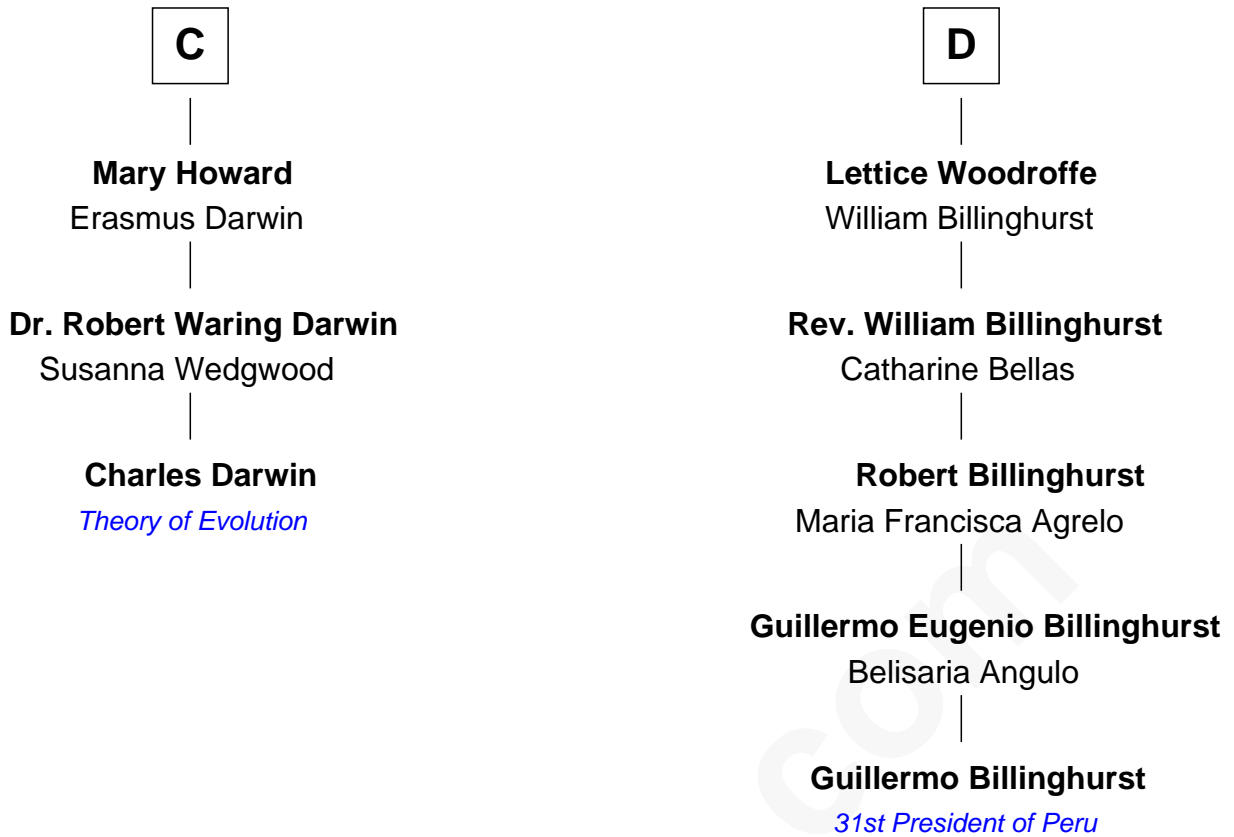 C
Mary Howard
Erasmus Darwin
Dr. Robert Waring Darwin
Susanna Wedgwood
Charles Darwin
Theory of Evolution
D
Lettice Woodroffe
William Billinghurst
Rev. William Billinghurst
Catharine Bellas
Robert Billinghurst
Maria Francisca Agrelo
Guillermo Eugenio Billinghurst
Belisaria Angulo
Guillermo Billinghurst
31st President of Peru
com